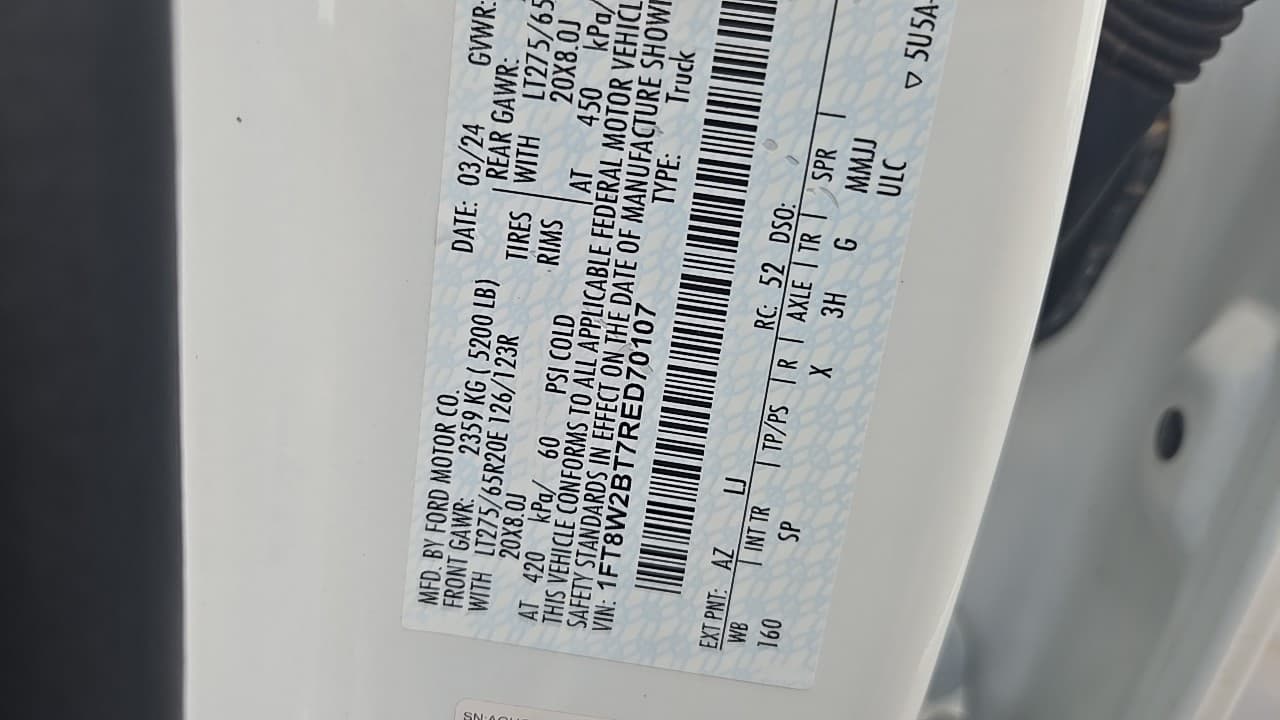 MFD. BY FORD MOTOR CO.
DATE: 03/24 GVWR:
FRONT GAWR: 2359 KG ( 5200 LB) REAR GAWR:
WITH LT275/65R20E 126/123R TIRES WITH LT275/65
20X8.0J RIMS 20X8.0J
AT 420 kPa/ 60 PSI COLD AT 450 kPa/
THIS VEHICLE CONFORMS TO ALL APPLICABLE FEDERAL MOTOR VEHICL
SAFETY STANDARDS IN EFFECT ON THE DATE OF MANUFACTURE SHOW
VIN: 1FT8W2BT7RED70107 TYPE: Truck
EXT PNT: AZ LJ RC: 52 DSO:
WB | INT TR | TP/PS | R | AXLE | TR | SPR |
160 SP X 3H G MMJJ
ULC
▽ 5U5A-
SN: